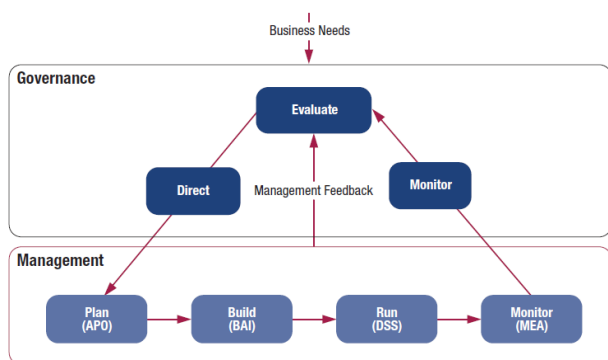 Business Needs
Governance
Evaluate
Direct
Management Feedback
Monitor
Management
Plan
(APO)
Build
(BAI)
Run
(DSS)
Monitor
(MEA)